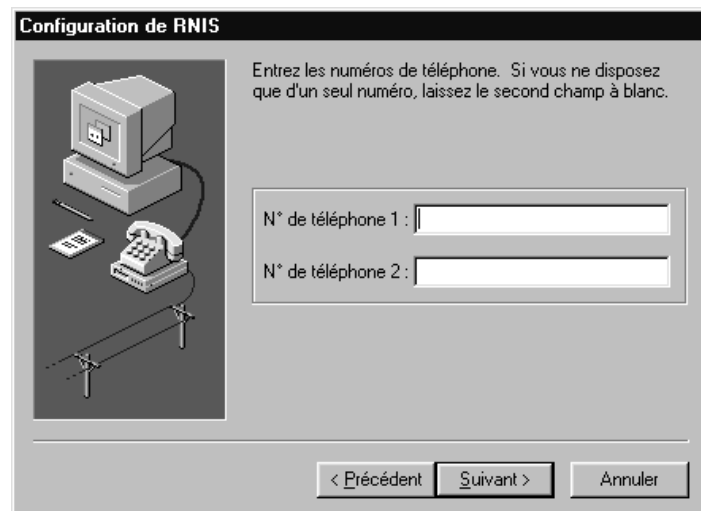 Configuration de RNIS
Entrez les numéros de téléphone. Si vous ne disposez
que d'un seul numéro, laissez le second champ à blanc.
N° de téléphone 1 :
N° de téléphone 2 :
< Précédent
Suivant >
Annuler